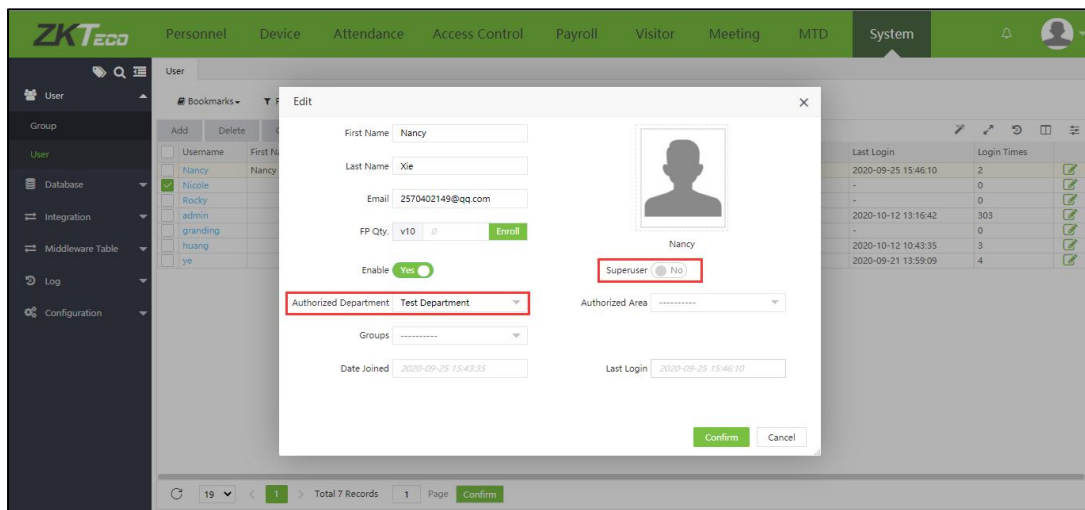 ZKTeco Personnel Device Attendance Access Control Payroll Visitor Meeting MTD System
User
User
Bookmarks
Edit
Group
Add Delete
First Name Nancy
Username
Last Login Login Times
User
Last Name Xie
Nancy Nancy 2020-09-25 15:46:10 2
Database
Nicole - 0
Email 2570402149@qq.com
Rocky - 0
Integration
admin 2020-10-12 13:16:42 303
FP Qty. v10 0 Enroll
granding - 0
Nancy
Middleware Table
huang 2020-10-12 10:43:35 3
ye 2020-09-21 13:59:09 4
Enable Yes
Superuser No
Log
Authorized Department Test Department
Authorized Area ----------
Configuration
Groups ----------
Date Joined 2020-09-25 15:43:35
Last Login 2020-09-25 15:46:10
Confirm Cancel
19 < 1 > Total 7 Records 1 Page Confirm